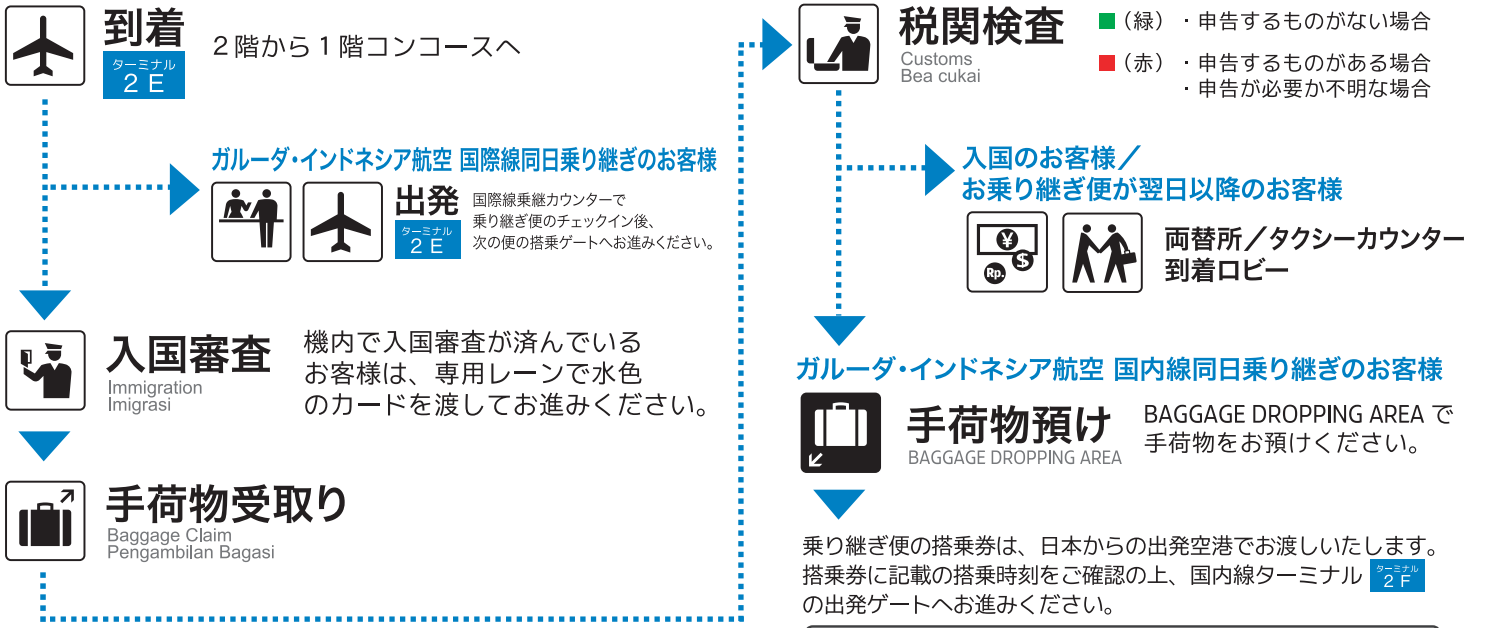 到着
ターミナル
2 E
2階から1階コンコースへ
ガルーダ・インドネシア航空 国際線同日乗り継ぎのお客様
出発
ターミナル
2 E
国際線乗継カウンターで
乗り継ぎ便のチェックイン後、
次の便の搭乗ゲートへお進みください。
入国審査
Immigration
Imigrasi
機内で入国審査が済んでいる
お客様は、専用レーンで水色
のカードを渡してお進みください。
手荷物受取り
Baggage Claim
Pengambilan Bagasi
税関検査
Customs
Bea cukai
（緑）・申告するものがない場合
（赤）・申告するものがある場合
・申告が必要か不明な場合
入国のお客様／
お乗り継ぎ便が翌日以降のお客様
¥
$
Rp.
両替所／タクシーカウンター
到着ロビー
ガルーダ・インドネシア航空 国内線同日乗り継ぎのお客様
手荷物預け
BAGGAGE DROPPING AREA
BAGGAGE DROPPING AREA で
手荷物をお預けください。
乗り継ぎ便の搭乗券は、日本からの出発空港でお渡しいたします。
搭乗券に記載の搭乗時刻をご確認の上、国内線ターミナル ターミナル 2 F
の出発ゲートへお進みください。